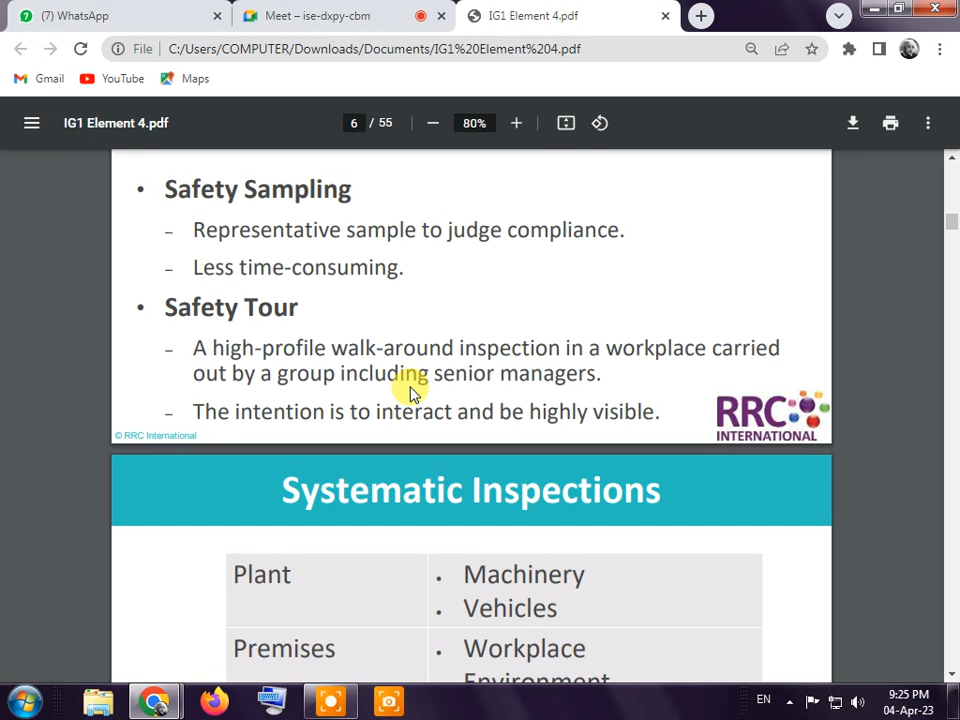 (7) WhatsApp
Meet – ise-dxpy-cbm
IG1 Element 4.pdf
File
C:/Users/COMPUTER/Downloads/Documents/IG1%20Element%204.pdf
Gmail
YouTube
Maps
IG1 Element 4.pdf
6 / 55
80%
• Safety Sampling
– Representative sample to judge compliance.
– Less time-consuming.
• Safety Tour
– A high-profile walk-around inspection in a workplace carried
out by a group including senior managers.
– The intention is to interact and be highly visible.
RRC
INTERNATIONAL
© RRC International
Systematic Inspections
Plant
• Machinery
• Vehicles
Premises
• Workplace
Environment
EN
9:25 PM
04-Apr-23